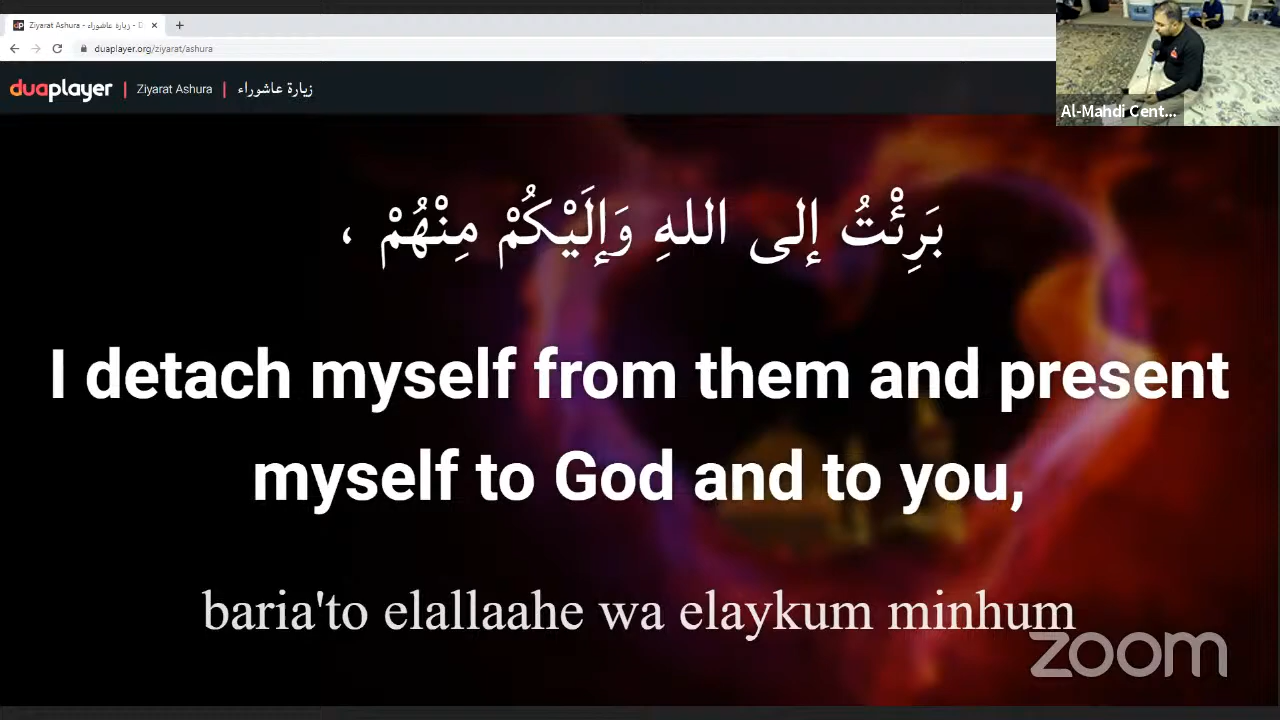 Ziyarat Ashura - زيارة عاشوراء - D
duaplayer.org/ziyarat/ashura
duaplayer | Ziyarat Ashura | زيارة عاشوراء
Al-Mahdi Cent...
بَرِئْتُ إلى اللهِ وَإلَيْكُمْ مِنْهُمْ ،
I detach myself from them and present
myself to God and to you,
baria'to elallaahe wa elaykum minhum
zoom